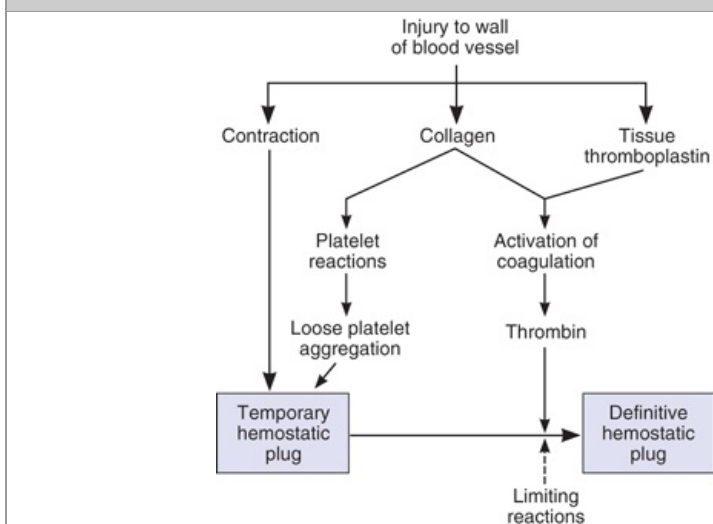 Injury to wall
of blood vessel
Contraction
Collagen
Tissue
thromboplastin
Platelet
reactions
Activation of
coagulation
Loose platelet
aggregation
Thrombin
Temporary
hemostatic
plug
Definitive
hemostatic
plug
Limiting
reactions